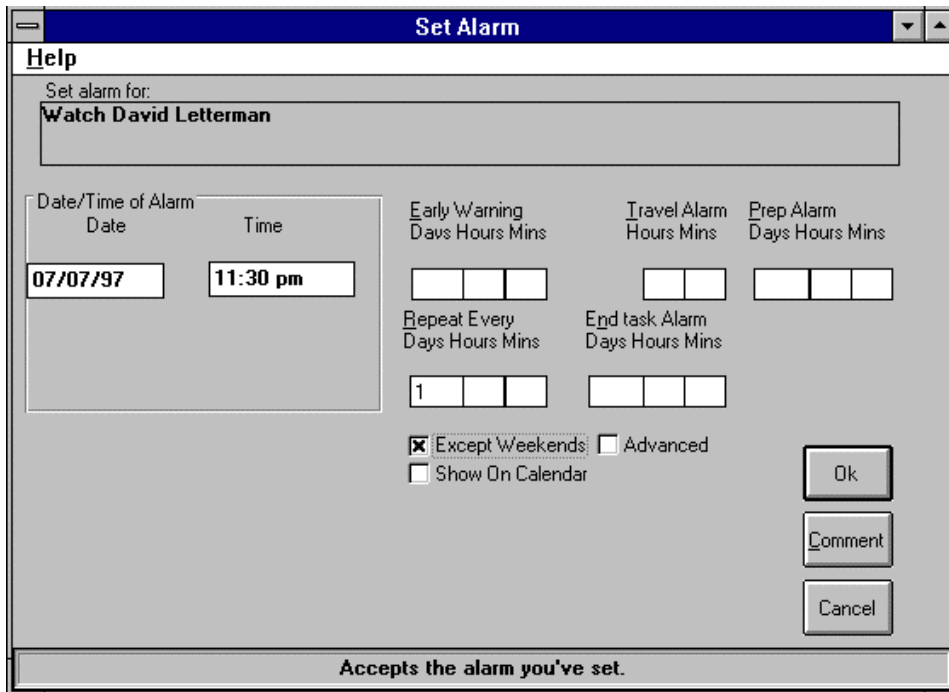 Set Alarm
Help
Set alarm for:
Watch David Letterman
Date/Time of Alarm
Date Time
07/07/97 11:30 pm
Early Warning
Days Hours Mins
Travel Alarm
Hours Mins
Prep Alarm
Days Hours Mins
Repeat Every
Days Hours Mins
1
End task Alarm
Days Hours Mins
Except Weekends
Advanced
Show On Calendar
Ok
Comment
Cancel
Accepts the alarm you've set.